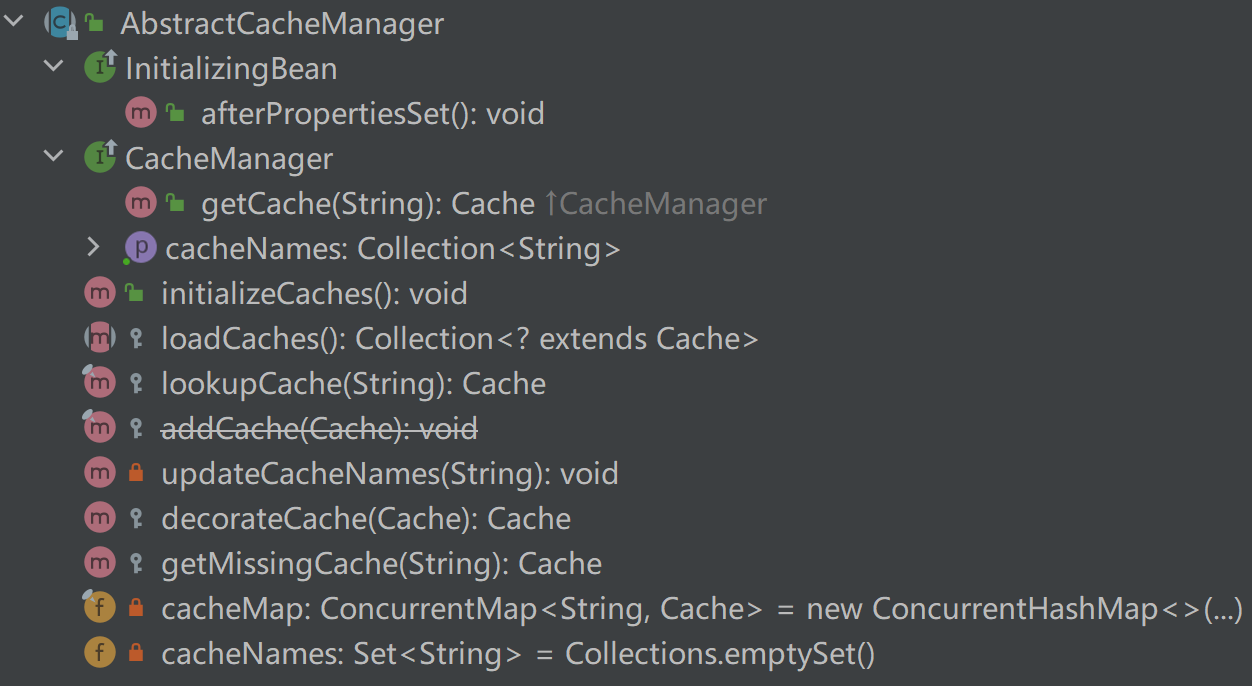 AbstractCacheManager
InitializingBean
afterPropertiesSet(): void
CacheManager
getCache(String): Cache ↑CacheManager
cacheNames: Collection<String>
initializeCaches(): void
loadCaches(): Collection<? extends Cache>
lookupCache(String): Cache
addCache(Cache): void
updateCacheNames(String): void
decorateCache(Cache): Cache
getMissingCache(String): Cache
cacheMap: ConcurrentMap<String, Cache> = new ConcurrentHashMap<>(...)
cacheNames: Set<String> = Collections.emptySet()